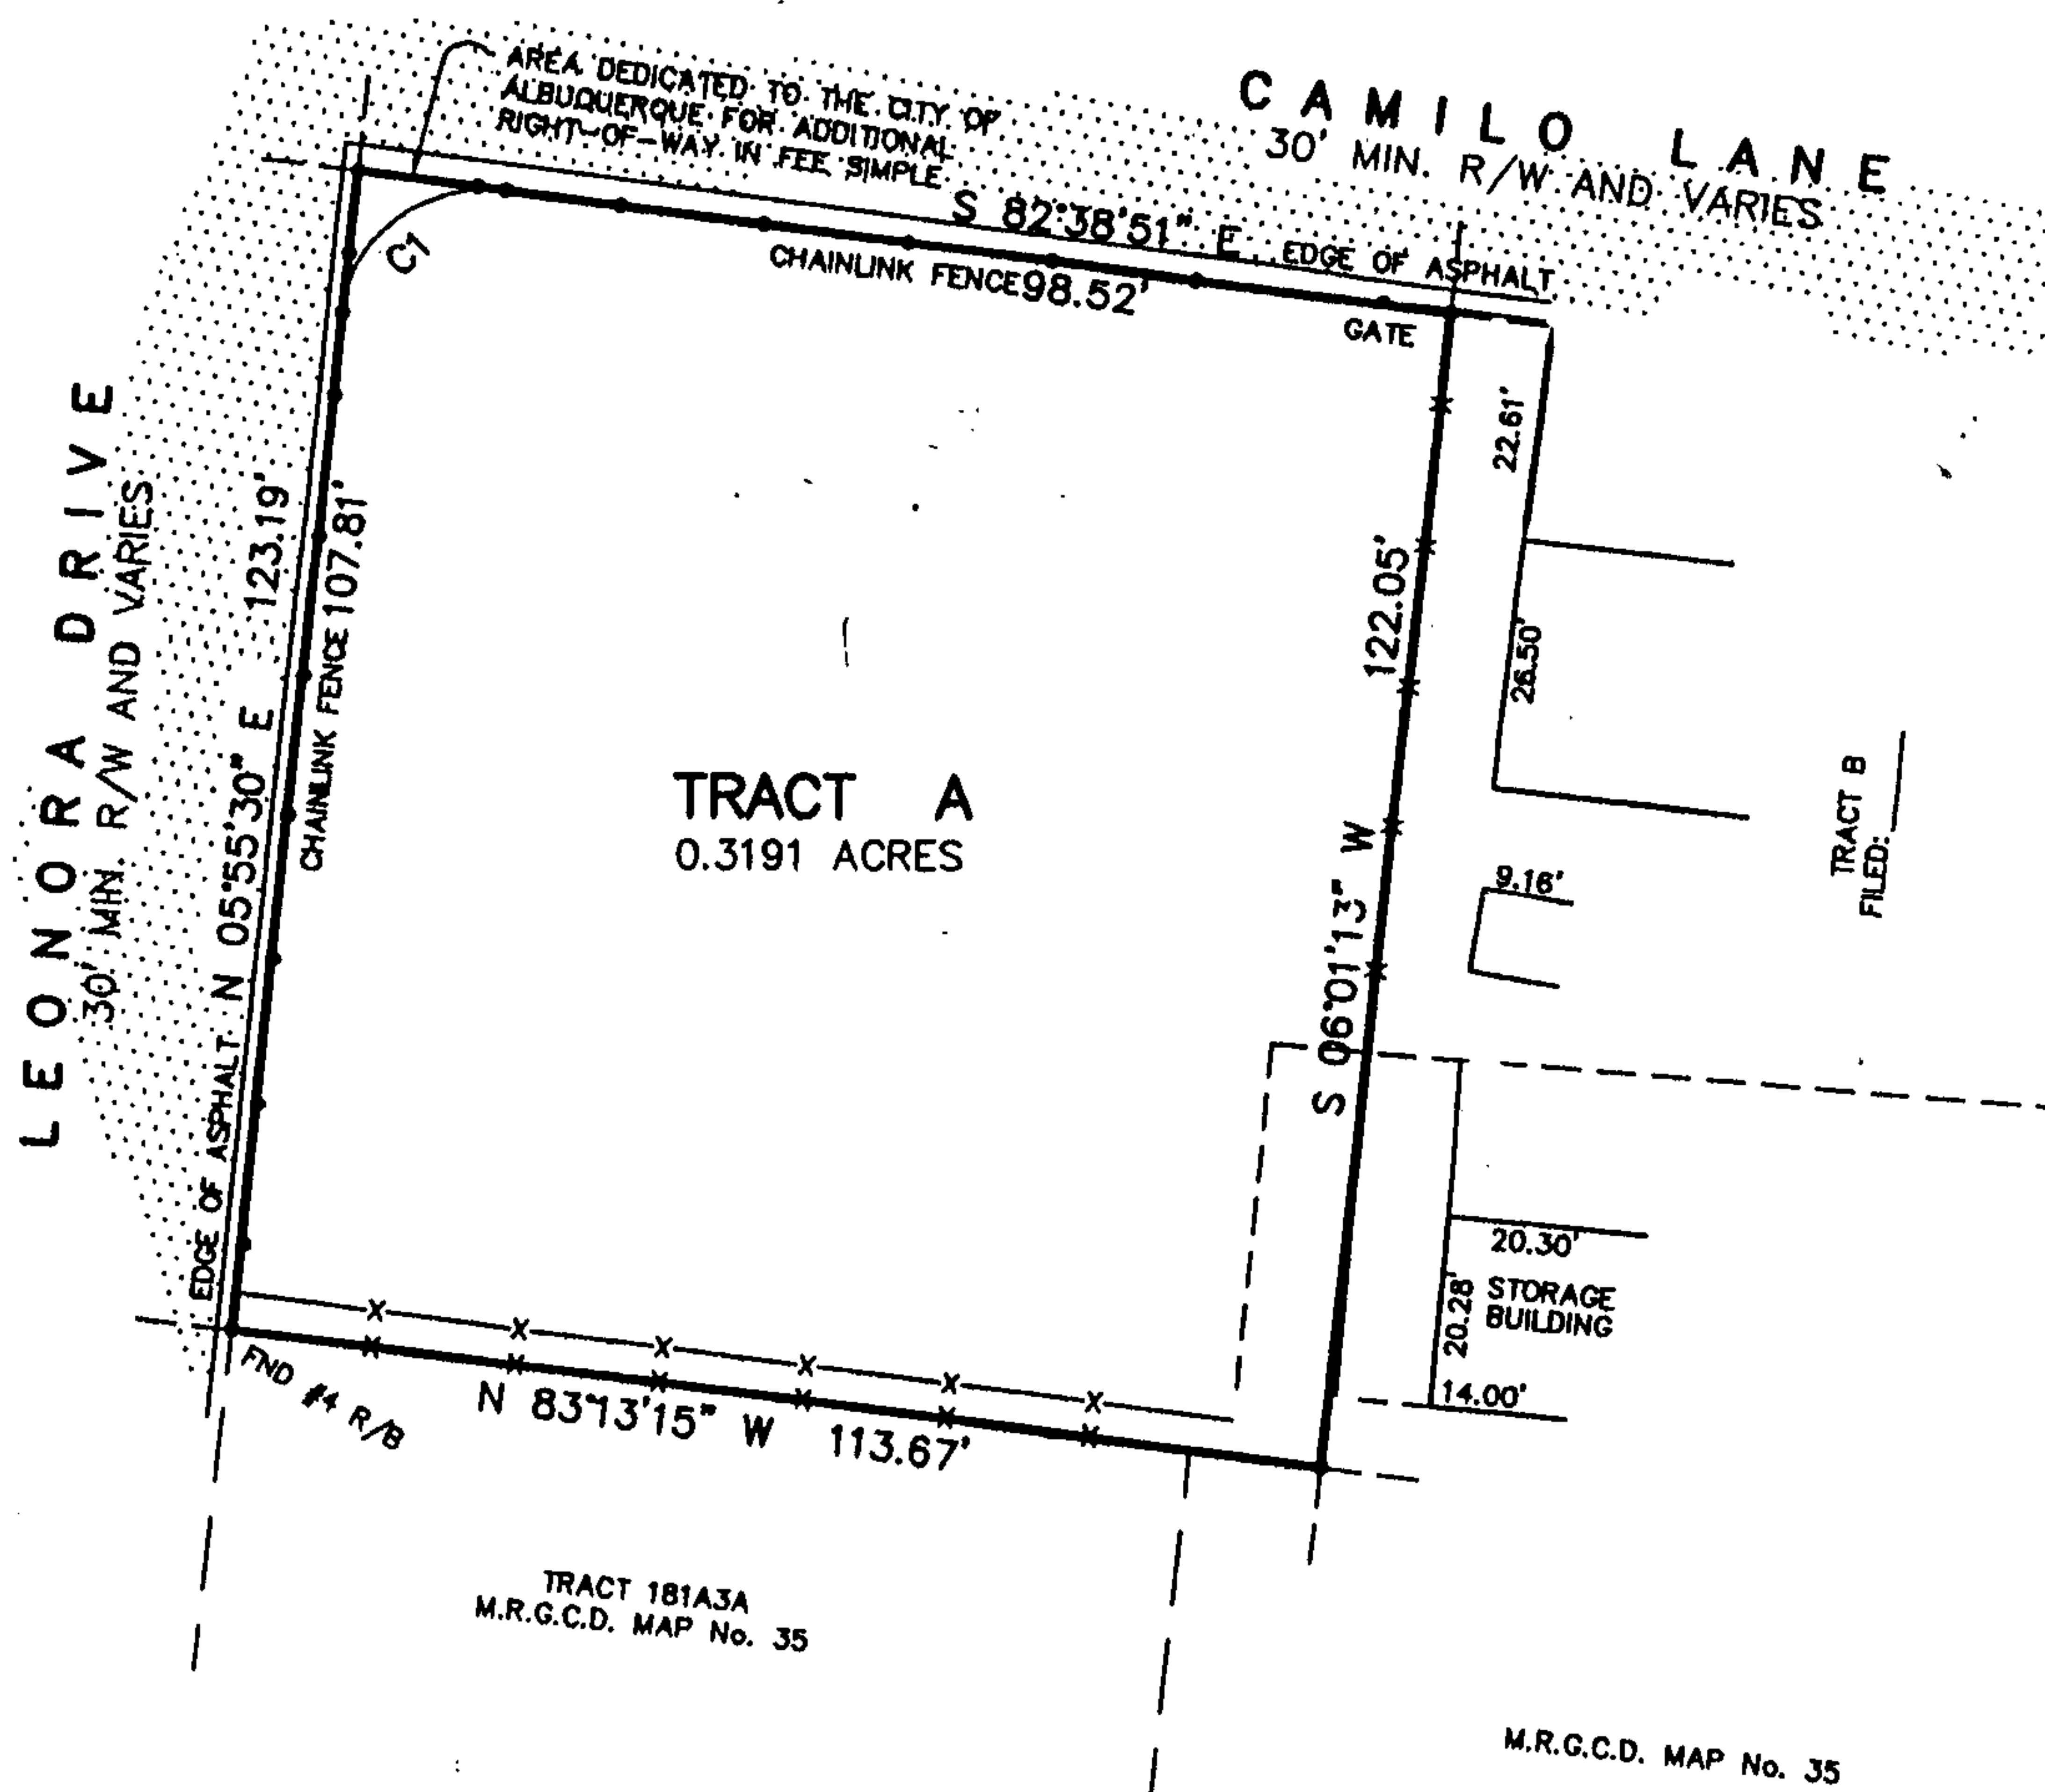 AREA DEDICATED TO THE CITY OF
ALBUQUERQUE FOR ADDITIONAL
RIGHT-OF-WAY IN FEE SIMPLE
CAMILO LANE
30' MIN. R/W AND VARIES
S 82°38'51" E
EDGE OF ASPHALT
CHAINLINK FENCE 98.52'
GATE
C1
LEONORA DRIVE
30' MIN. R/W AND VARIES
EDGE OF ASPHALT N 05°55'30" E 123.19'
CHAINLINK FENCE 107.81'
TRACT A
0.3191 ACRES
S 06°01'13" W 122.05'
22.61'
26.50'
9.16'
TRACT B
FILED:
20.30'
20.28'
STORAGE
BUILDING
14.00'
FND #4 R/B
N 83°13'15" W 113.67'
TRACT 181A3A
M.R.G.C.D. MAP No. 35
M.R.G.C.D. MAP No. 35